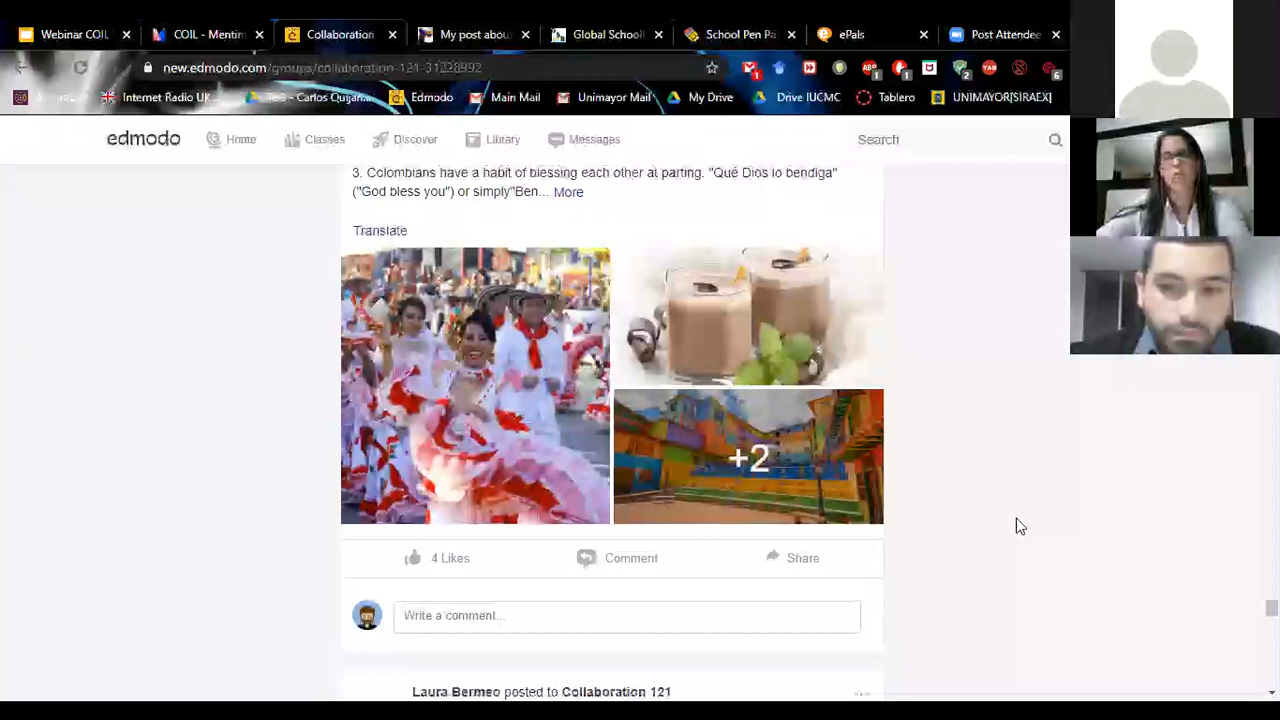 Webinar COIL
COIL - Mentim
Collaboration
My post abou
Global Schooll
School Pen Pa
ePals
Post Attendee
new.edmodo.com/groups/collaboration-121-31228992
Internet Radio UK...
Carlos Quijan...
Edmodo
Main Mail
Unimayor Mail
My Drive
Drive IUCMC
Tablero
UNIMAYOR[SIRAEX]
edmodo
Home
Classes
Discover
Library
Messages
Search
3. Colombians have a habit of blessing each other at parting. "Qué Dios lo bendiga"
("God bless you") or simply"Ben... More
Translate
+2
4 Likes
Comment
Share
Write a comment...
Laura Bermeo posted to Collaboration 121